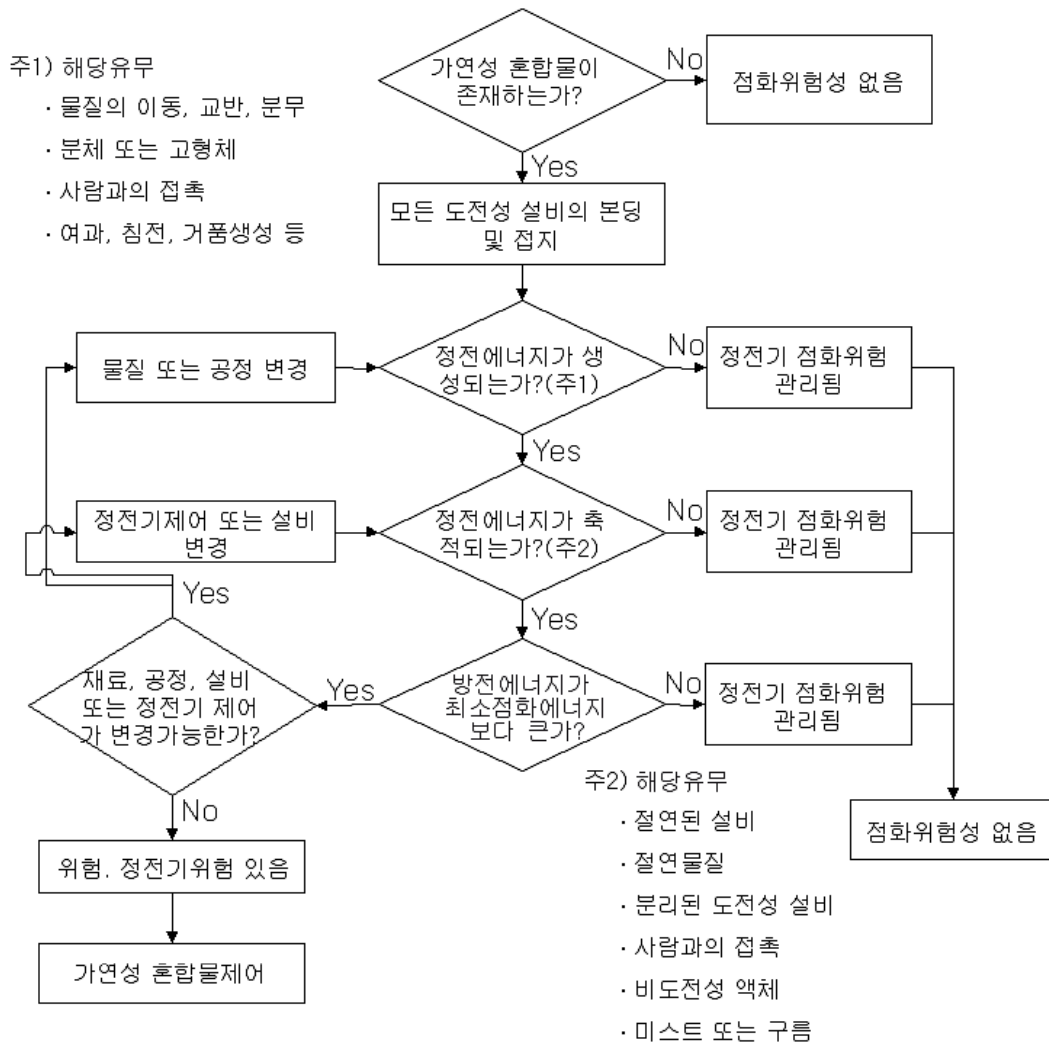 주1) 해당유무
· 물질의 이동, 교반, 분무
· 분체 또는 고형체
· 사람과의 접촉
· 여과, 침전, 거품생성 등
가연성 혼합물이
존재하는가?
No
점화위험성 없음
Yes
모든 도전성 설비의 본딩
및 접지
물질 또는 공정 변경
정전에너지가 생
성되는가?(주1)
No
정전기 점화위험
관리됨
Yes
정전기제어 또는 설비
변경
정전에너지가 축
적되는가?(주2)
No
정전기 점화위험
관리됨
Yes
Yes
재료, 공정, 설비
또는 정전기 제어
가 변경가능한가?
Yes
방전에너지가
최소점화에너지
보다 큰가?
No
정전기 점화위험
관리됨
No
위험. 정전기위험 있음
가연성 혼합물제어
주2) 해당유무
· 절연된 설비
· 절연물질
· 분리된 도전성 설비
· 사람과의 접촉
· 비도전성 액체
· 미스트 또는 구름
점화위험성 없음